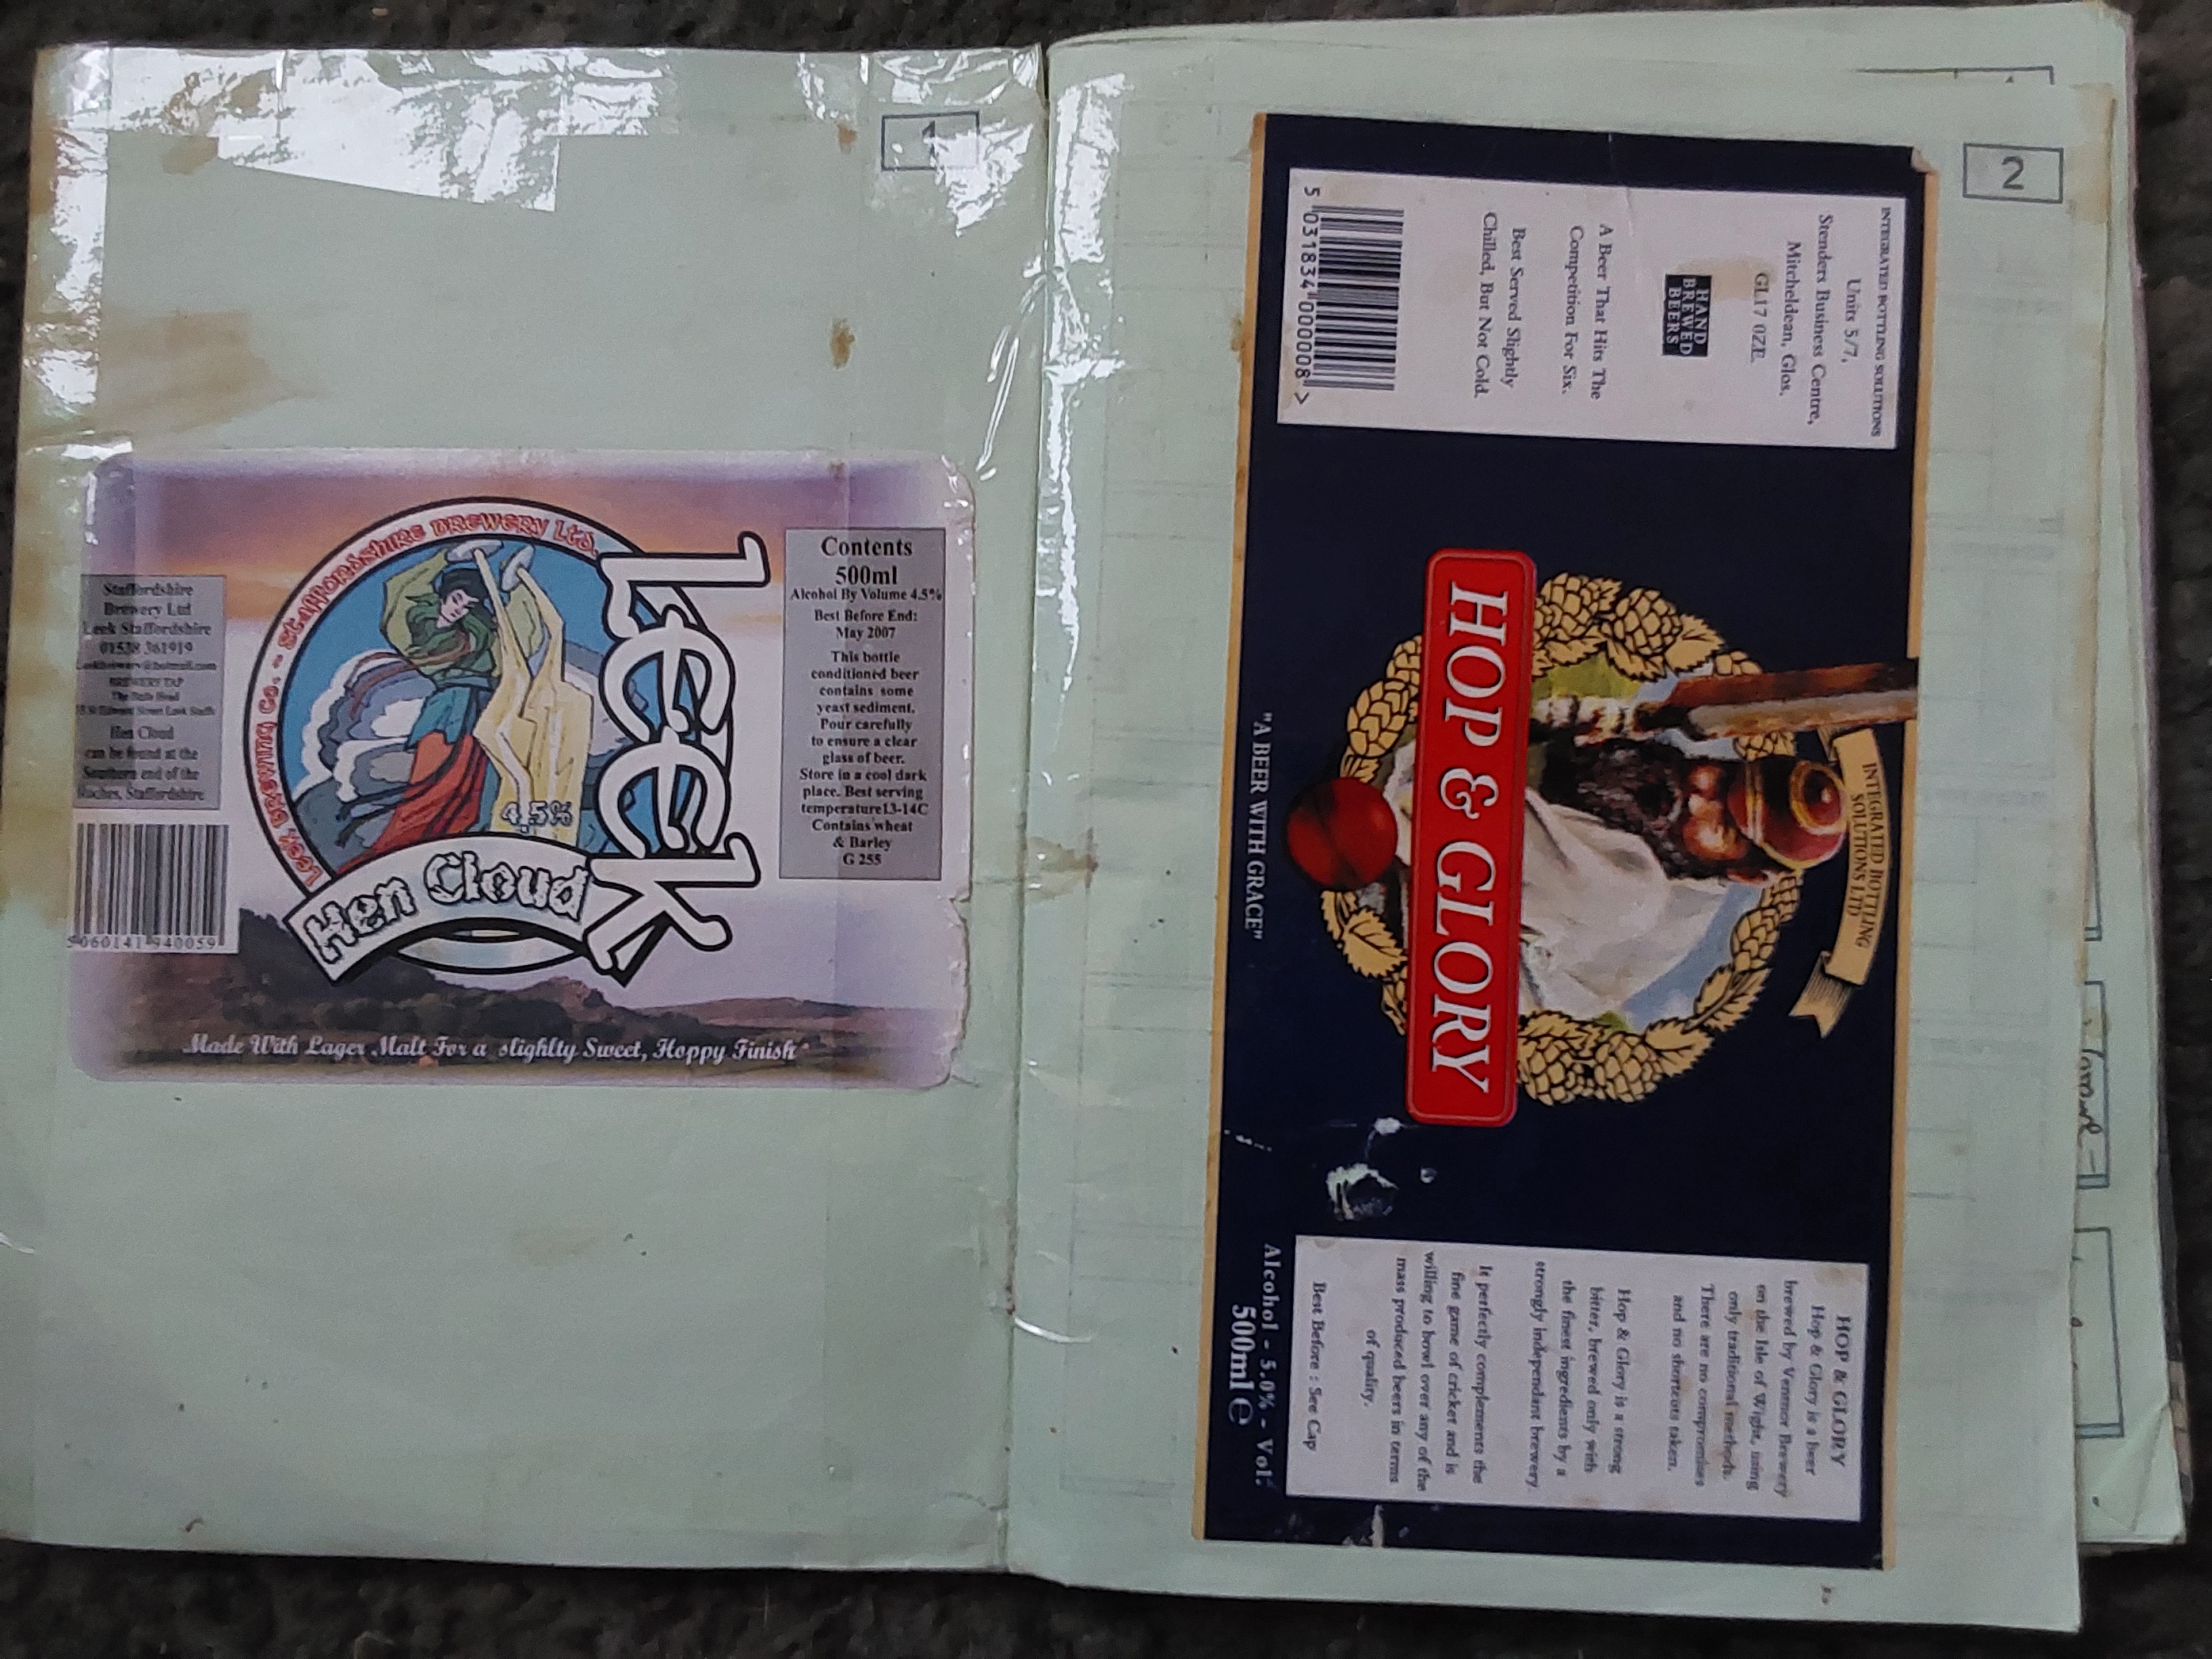 1
Leek Brewing Co. - Staffordshire Brewery Ltd.
Leek
4.5%
Hen Cloud
Made With Lager Malt For a slighlty Sweet, Hoppy Finish
Staffordshire
Brewery Ltd
Leek Staffordshire
01538 361919
BREWERY TAP
Hen Cloud
can be found at the
Southern end of the
Roches, Staffordshire
5060141 940059
Contents
500ml
Alcohol By Volume 4.5%
Best Before End:
May 2007
This bottle
conditioned beer
contains some
yeast sediment.
Pour carefully
to ensure a clear
glass of beer.
Store in a cool dark
place. Best serving
temperature13-14C
Contains wheat
& Barley
G 255
2
INTEGRATED BOTTLING SOLUTIONS
Units 5/7,
Stenders Business Centre,
Mitcheldean, Glos.
GL17 0ZE.
HAND
BREWED
BEERS
A Beer That Hits The
Competition For Six.
Best Served Slightly
Chilled, But Not Cold.
5 031834 000008 >
INTEGRATED BOTTLING
SOLUTIONS LTD
HOP & GLORY
"A BEER WITH GRACE"
HOP & GLORY
Hop & Glory is a beer
brewed by Ventnor Brewery
on the Isle of Wight, using
only traditional methods.
There are no compromises
and no shortcuts taken.
Hop & Glory is a strong
bitter, brewed only with
the finest ingredients by a
strongly independant brewery.
It perfectly complements the
fine game of cricket and is
willing to bowl over any of the
mass produced beers in terms
of quality.
Best Before : See Cap
Alcohol - 5.0% - Vol.
500ml e